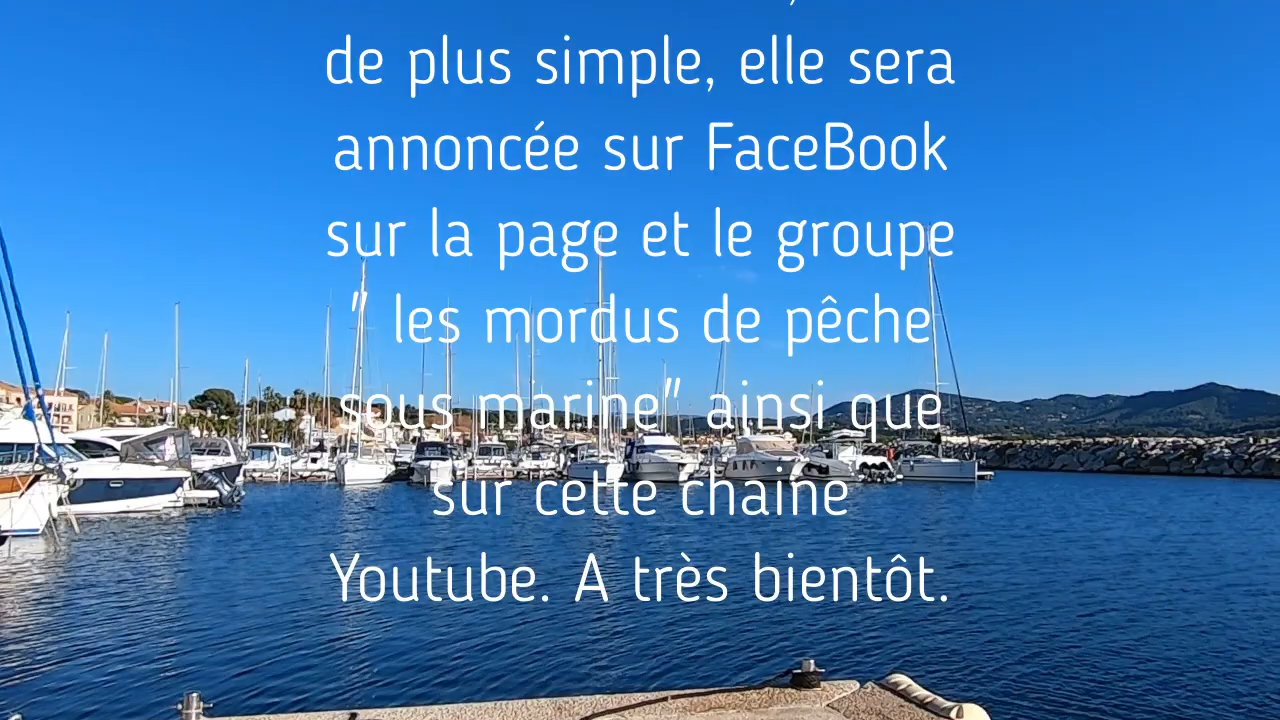 de plus simple, elle sera
annoncée sur FaceBook
sur la page et le groupe
" les mordus de pêche
sous marine" ainsi que
sur cette chaine
Youtube. A très bientôt.